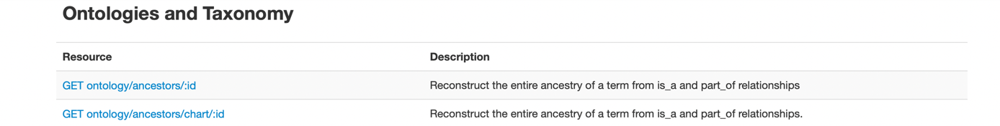 Ontologies and Taxonomy
Resource Description
GET ontology/ancestors/:id Reconstruct the entire ancestry of a term from is_a and part_of relationships
GET ontology/ancestors/chart/:id Reconstruct the entire ancestry of a term from is_a and part_of relationships.